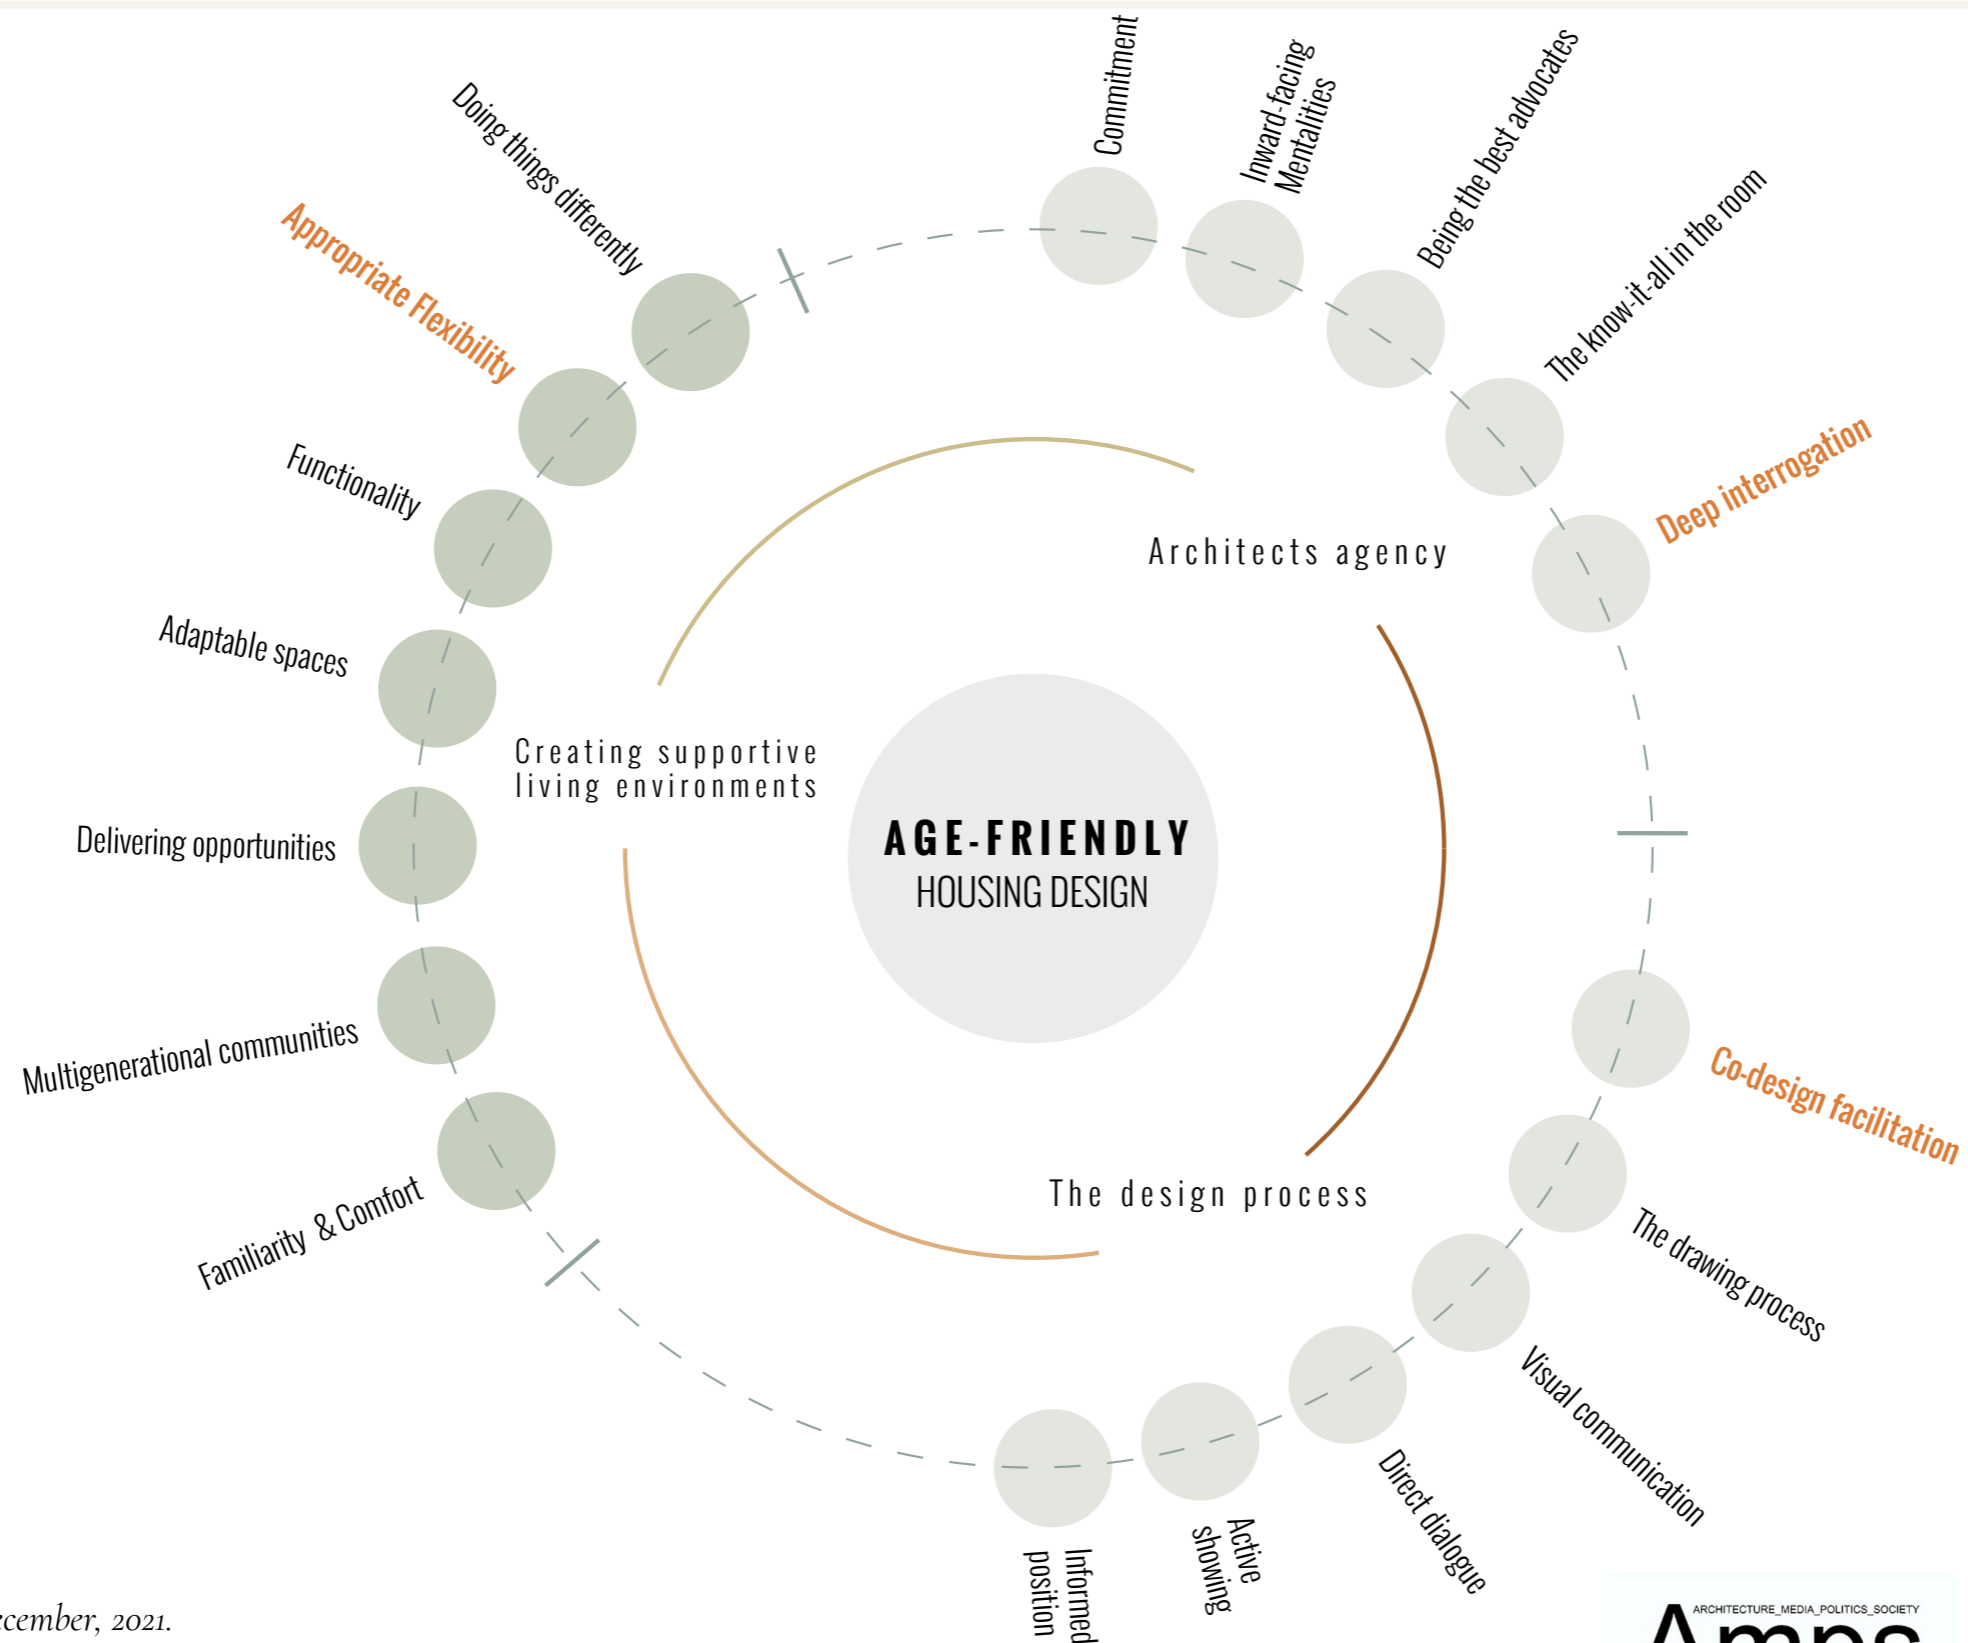 Commitment
Inward-facing
Mentalities
Being the best advocates
The know-it-all in the room
Deep interrogation
Co-design facilitation
The drawing process
Visual communication
Direct dialogue
Active
showing
Informed
position
Familiarity & Comfort
Multigenerational communities
Delivering opportunities
Adaptable spaces
Functionality
Appropriate Flexibility
Doing things differently
Architects agency
The design process
Creating supportive
living environments
AGE-FRIENDLY
HOUSING DESIGN
ecember, 2021.
ARCHITECTURE_MEDIA_POLITICS_SOCIETY
Amps